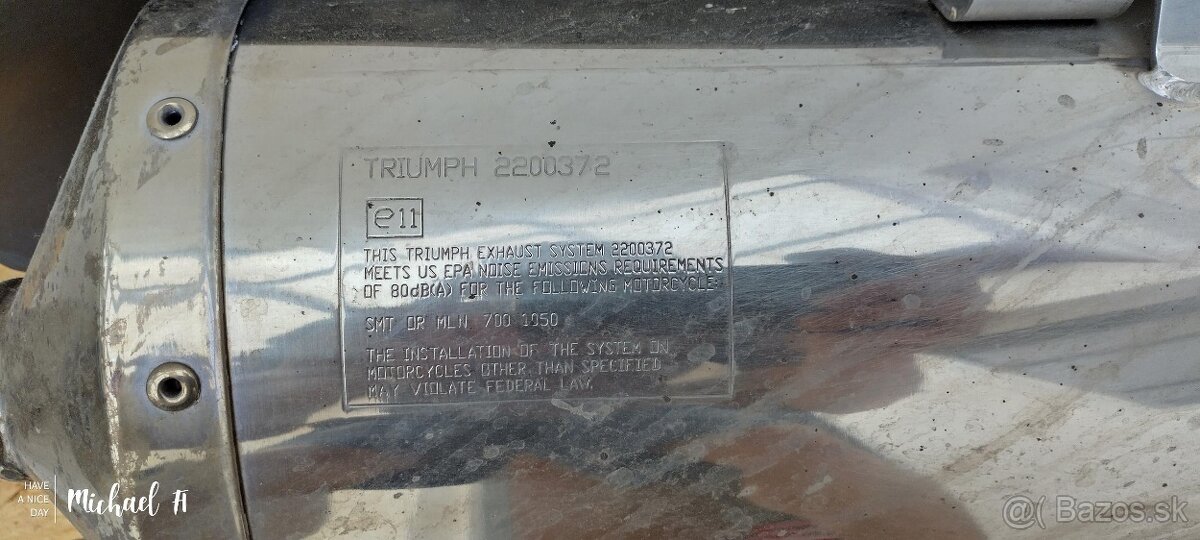 TRIUMPH 2200372
e11
THIS TRIUMPH EXHAUST SYSTEM 2200372
MEETS US EPA NOISE EMISSIONS REQUIREMENTS
OF 80dB(A) FOR THE FOLLOWING MOTORCYCLE:
SMT OR MLN 700 1050
THE INSTALLATION OF THE SYSTEM ON
MOTORCYCLES OTHER THAN SPECIFIED
MAY VIOLATE FEDERAL LAW.
HAVE
A NICE
DAY
Michael A
@( Bazos.sk